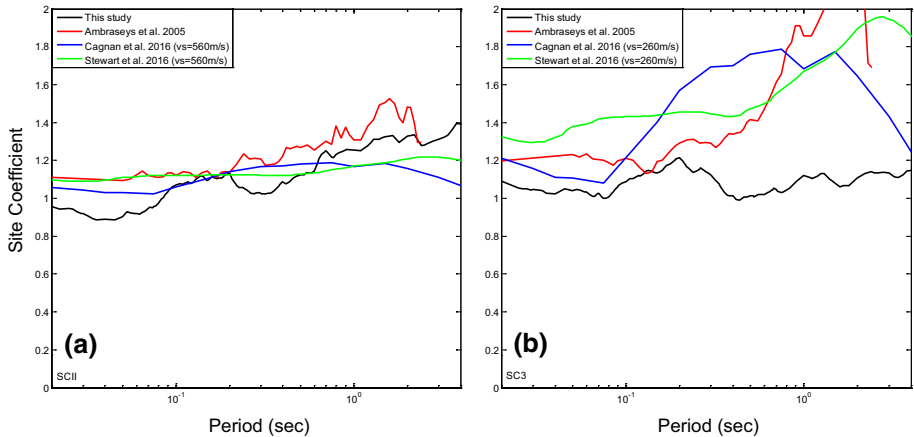 This study
Ambraseys et al. 2005
Cagnan et al. 2016 (vs=560m/s)
Stewart et al. 2016 (vs=560m/s)
2
1.8
1.6
1.4
1.2
1
0.8
0.6
0.4
0.2
0
Site Coefficient
(a)
SCII
10-1
100
Period (sec)
This study
Ambraseys et al. 2005
Cagnan et al. 2016 (vs=260m/s)
Stewart et al. 2016 (vs=260m/s)
2
1.8
1.6
1.4
1.2
1
0.8
0.6
0.4
0.2
0
(b)
SC3
10-1
100
Period (sec)